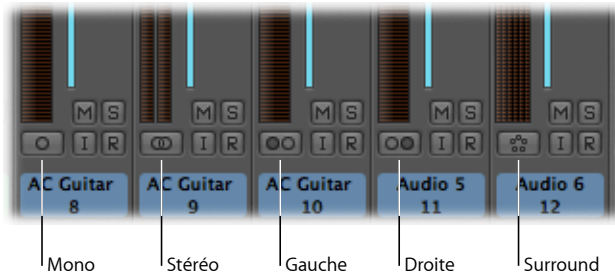 M S M S M S M S M S
I R I R I R I R I R
AC Guitar AC Guitar AC Guitar Audio 5 Audio 6
8 9 10 11 12
Mono Stéréo Gauche Droite Surround